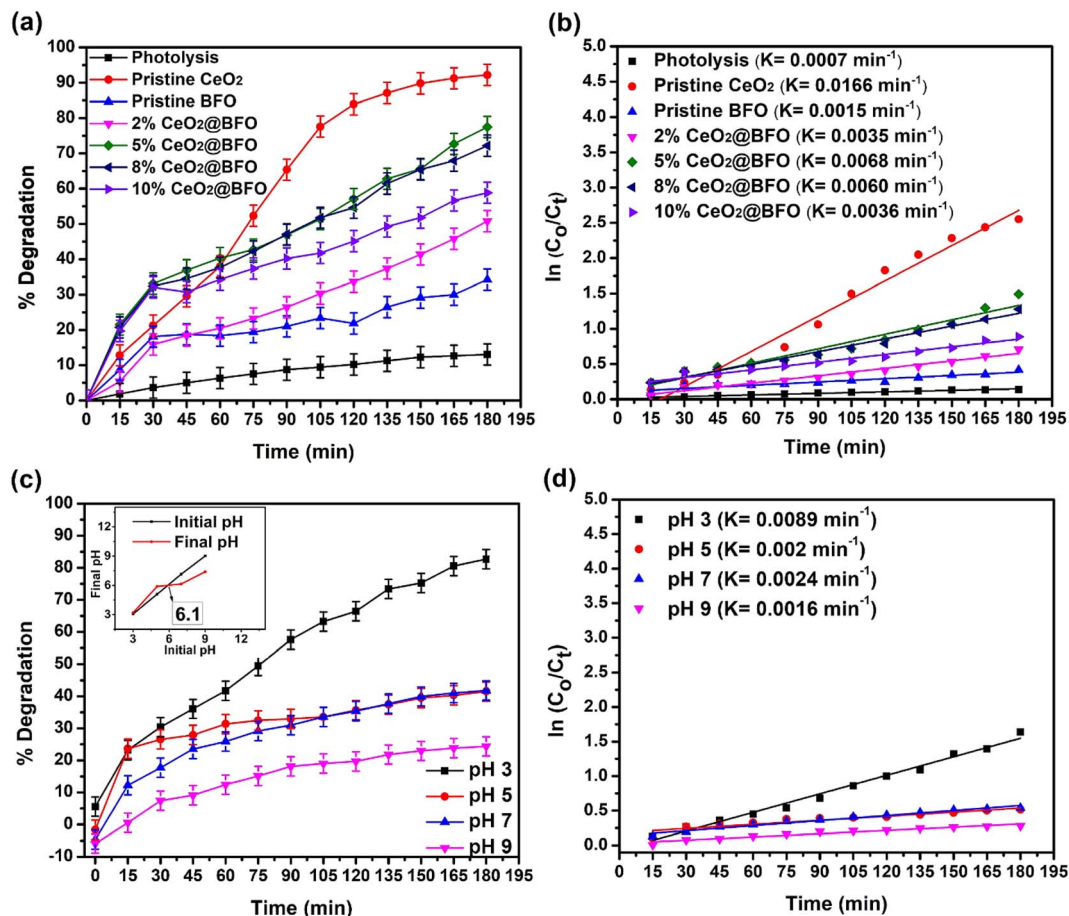 (a)
100
90
80
70
60
50
40
30
20
10
0
% Degradation
Photolysis
Pristine CeO₂
Pristine BFO
2% CeO₂@BFO
5% CeO₂@BFO
8% CeO₂@BFO
10% CeO₂@BFO
0 15 30 45 60 75 90 105 120 135 150 165 180 195
Time (min)
(b)
5.0
4.5
4.0
3.5
3.0
2.5
2.0
1.5
1.0
0.5
0.0
ln (C₀/Cₜ)
Photolysis (K= 0.0007 min⁻¹)
Pristine CeO₂ (K= 0.0166 min⁻¹)
Pristine BFO (K= 0.0015 min⁻¹)
2% CeO₂@BFO (K= 0.0035 min⁻¹)
5% CeO₂@BFO (K= 0.0068 min⁻¹)
8% CeO₂@BFO (K= 0.0060 min⁻¹)
10% CeO₂@BFO (K= 0.0036 min⁻¹)
0 15 30 45 60 75 90 105 120 135 150 165 180 195
Time (min)
(c)
100
90
80
70
60
50
40
30
20
10
0
-10
% Degradation
Initial pH
Final pH
12
9
6
3
Final pH
6.1
3 6 9 12
Initial pH
pH 3
pH 5
pH 7
pH 9
0 15 30 45 60 75 90 105 120 135 150 165 180 195
Time (min)
(d)
5.0
4.5
4.0
3.5
3.0
2.5
2.0
1.5
1.0
0.5
0.0
ln (C₀/Cₜ)
pH 3 (K= 0.0089 min⁻¹)
pH 5 (K= 0.002 min⁻¹)
pH 7 (K= 0.0024 min⁻¹)
pH 9 (K= 0.0016 min⁻¹)
0 15 30 45 60 75 90 105 120 135 150 165 180 195
Time (min)